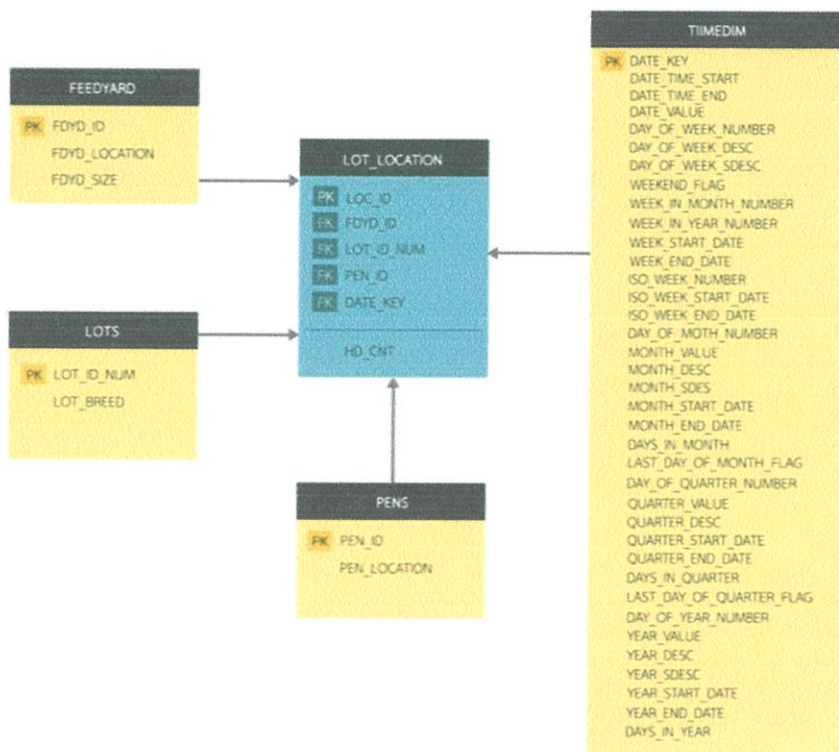 FEEDYARD
PK FDYD_ID
FDYD_LOCATION
FDYD_SIZE
LOTS
PK LOT_ID_NUM
LOT_BREED
LOT_LOCATION
PK LOC_ID
FK FDYD_ID
FK LOT_ID_NUM
FK PEN_ID
FK DATE_KEY
HD_CNT
PENS
PK PEN_ID
PEN_LOCATION
TIIMEDIM
PK DATE_KEY
DATE_TIME_START
DATE_TIME_END
DATE_VALUE
DAY_OF_WEEK_NUMBER
DAY_OF_WEEK_DESC
DAY_OF_WEEK_SDESC
WEEKEND_FLAG
WEEK_IN_MONTH_NUMBER
WEEK_IN_YEAR_NUMBER
WEEK_START_DATE
WEEK_END_DATE
ISO_WEEK_NUMBER
ISO_WEEK_START_DATE
ISO_WEEK_END_DATE
DAY_OF_MOTH_NUMBER
MONTH_VALUE
MONTH_DESC
MONTH_SDES
MONTH_START_DATE
MONTH_END_DATE
DAYS_IN_MONTH
LAST_DAY_OF_MONTH_FLAG
DAY_OF_QUARTER_NUMBER
QUARTER_VALUE
QUARTER_DESC
QUARTER_START_DATE
QUARTER_END_DATE
DAYS_IN_QUARTER
LAST_DAY_OF_QUARTER_FLAG
DAY_OF_YEAR_NUMBER
YEAR_VALUE
YEAR_DESC
YEAR_SDESC
YEAR_START_DATE
YEAR_END_DATE
DAYS_IN_YEAR